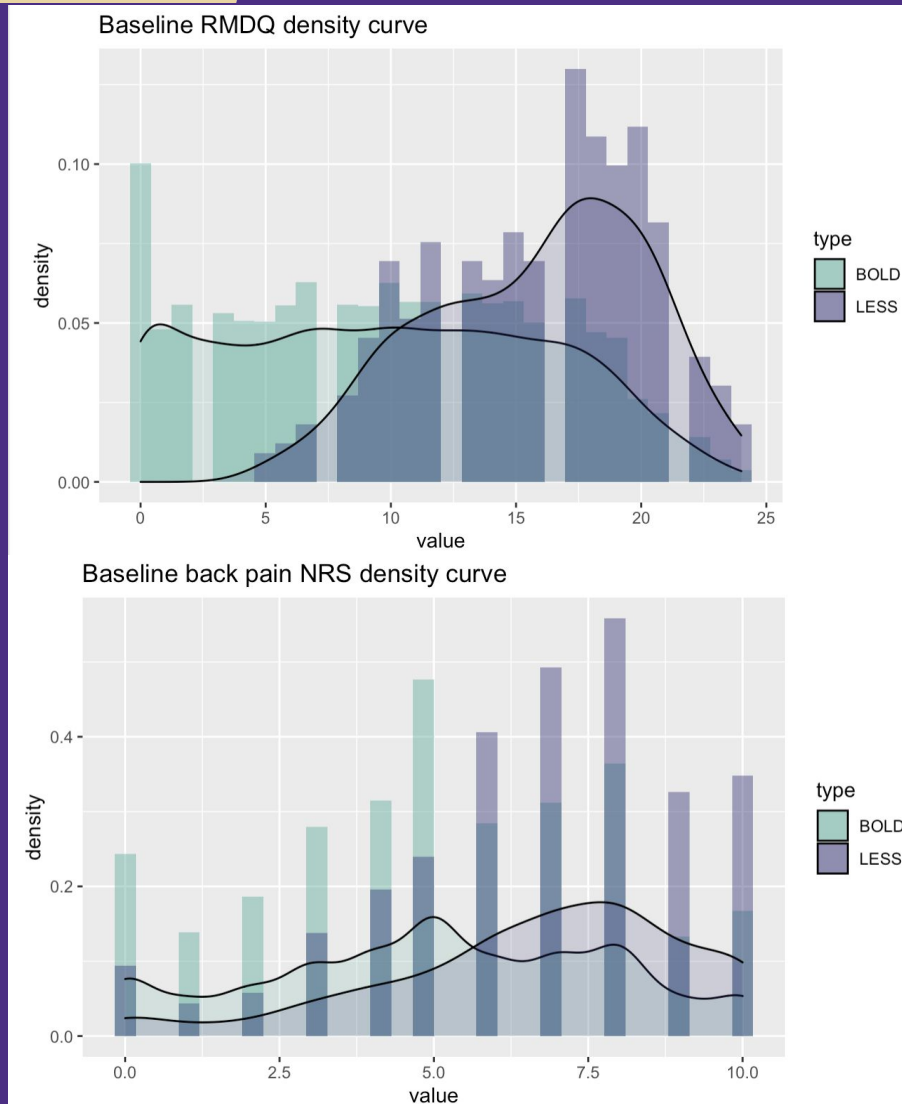 Baseline RMDQ density curve
0.10
0.05
0.00
density
0 5 10 15 20 25
value
type
BOLD
LESS
Baseline back pain NRS density curve
0.4
0.2
0.0
density
0.0 2.5 5.0 7.5 10.0
value
type
BOLD
LESS